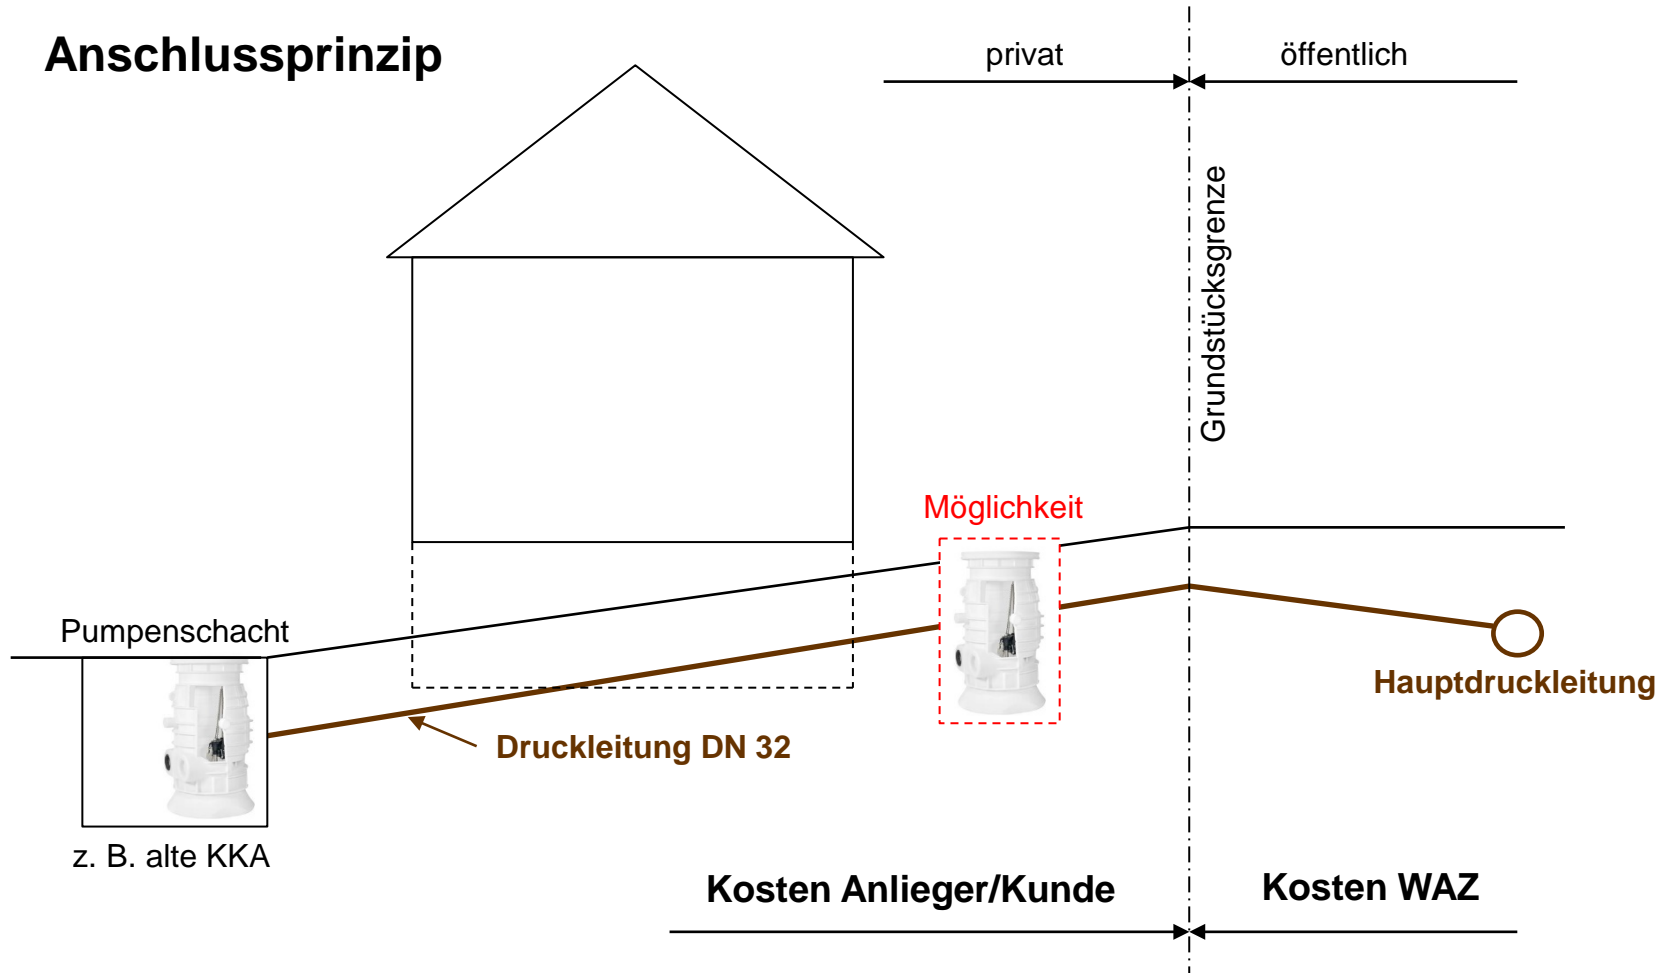 Anschlussprinzip
privat
öffentlich
Grundstücksgrenze
Möglichkeit
Pumpenschacht
Hauptdruckleitung
Druckleitung DN 32
z. B. alte KKA
Kosten Anlieger/Kunde
Kosten WAZ